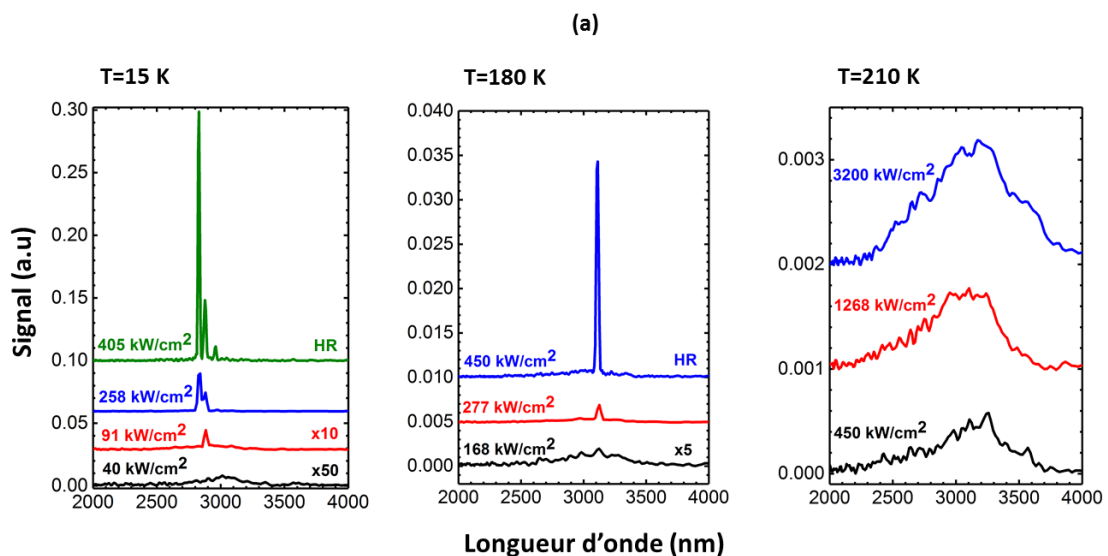 (a)
T=15 K
T=180 K
T=210 K
Signal (a.u)
0.30
0.25
0.20
0.15
0.10
0.05
0.00
405 kW/cm²
HR
258 kW/cm²
91 kW/cm²
x10
40 kW/cm²
x50
2000
2500
3000
3500
4000
0.040
0.035
0.030
0.025
0.020
0.015
0.010
0.005
0.000
450 kW/cm²
HR
277 kW/cm²
168 kW/cm²
x5
2000
2500
3000
3500
4000
0.003
0.002
0.001
0.000
3200 kW/cm²
1268 kW/cm²
450 kW/cm²
2000
2500
3000
3500
4000
Longueur d'onde (nm)